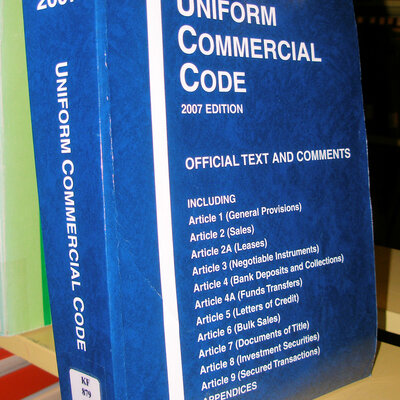 2007
UNIFORM COMMERCIAL CODE
KF
879
UNIFORM
COMMERCIAL
CODE
2007 EDITION
OFFICIAL TEXT AND COMMENTS
INCLUDING
Article 1 (General Provisions)
Article 2 (Sales)
Article 2A (Leases)
Article 3 (Negotiable Instruments)
Article 4 (Bank Deposits and Collections)
Article 4A (Funds Transfers)
Article 5 (Letters of Credit)
Article 6 (Bulk Sales)
Article 7 (Documents of Title)
Article 8 (Investment Securities)
Article 9 (Secured Transactions)
APPENDICES